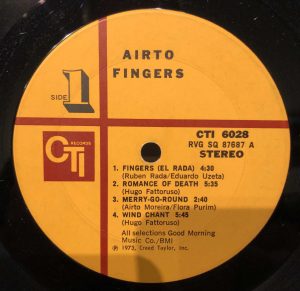 AIRTO
FINGERS
SIDE 1
CTI RECORDS
CTI 6028
RVG SQ 87687 A
STEREO
1. FINGERS (EL RADA) 4:30
(Ruben Rada/Eduardo Uzeta)
2. ROMANCE OF DEATH 5:35
(Hugo Fattoruso)
3. MERRY-GO-ROUND 2:40
(Airto Moreira/Flora Purim)
4. WIND CHANT 5:45
(Hugo Fattoruso)
All selections Good Morning
Music Co./BMI
℗ 1973, Creed Taylor, Inc.